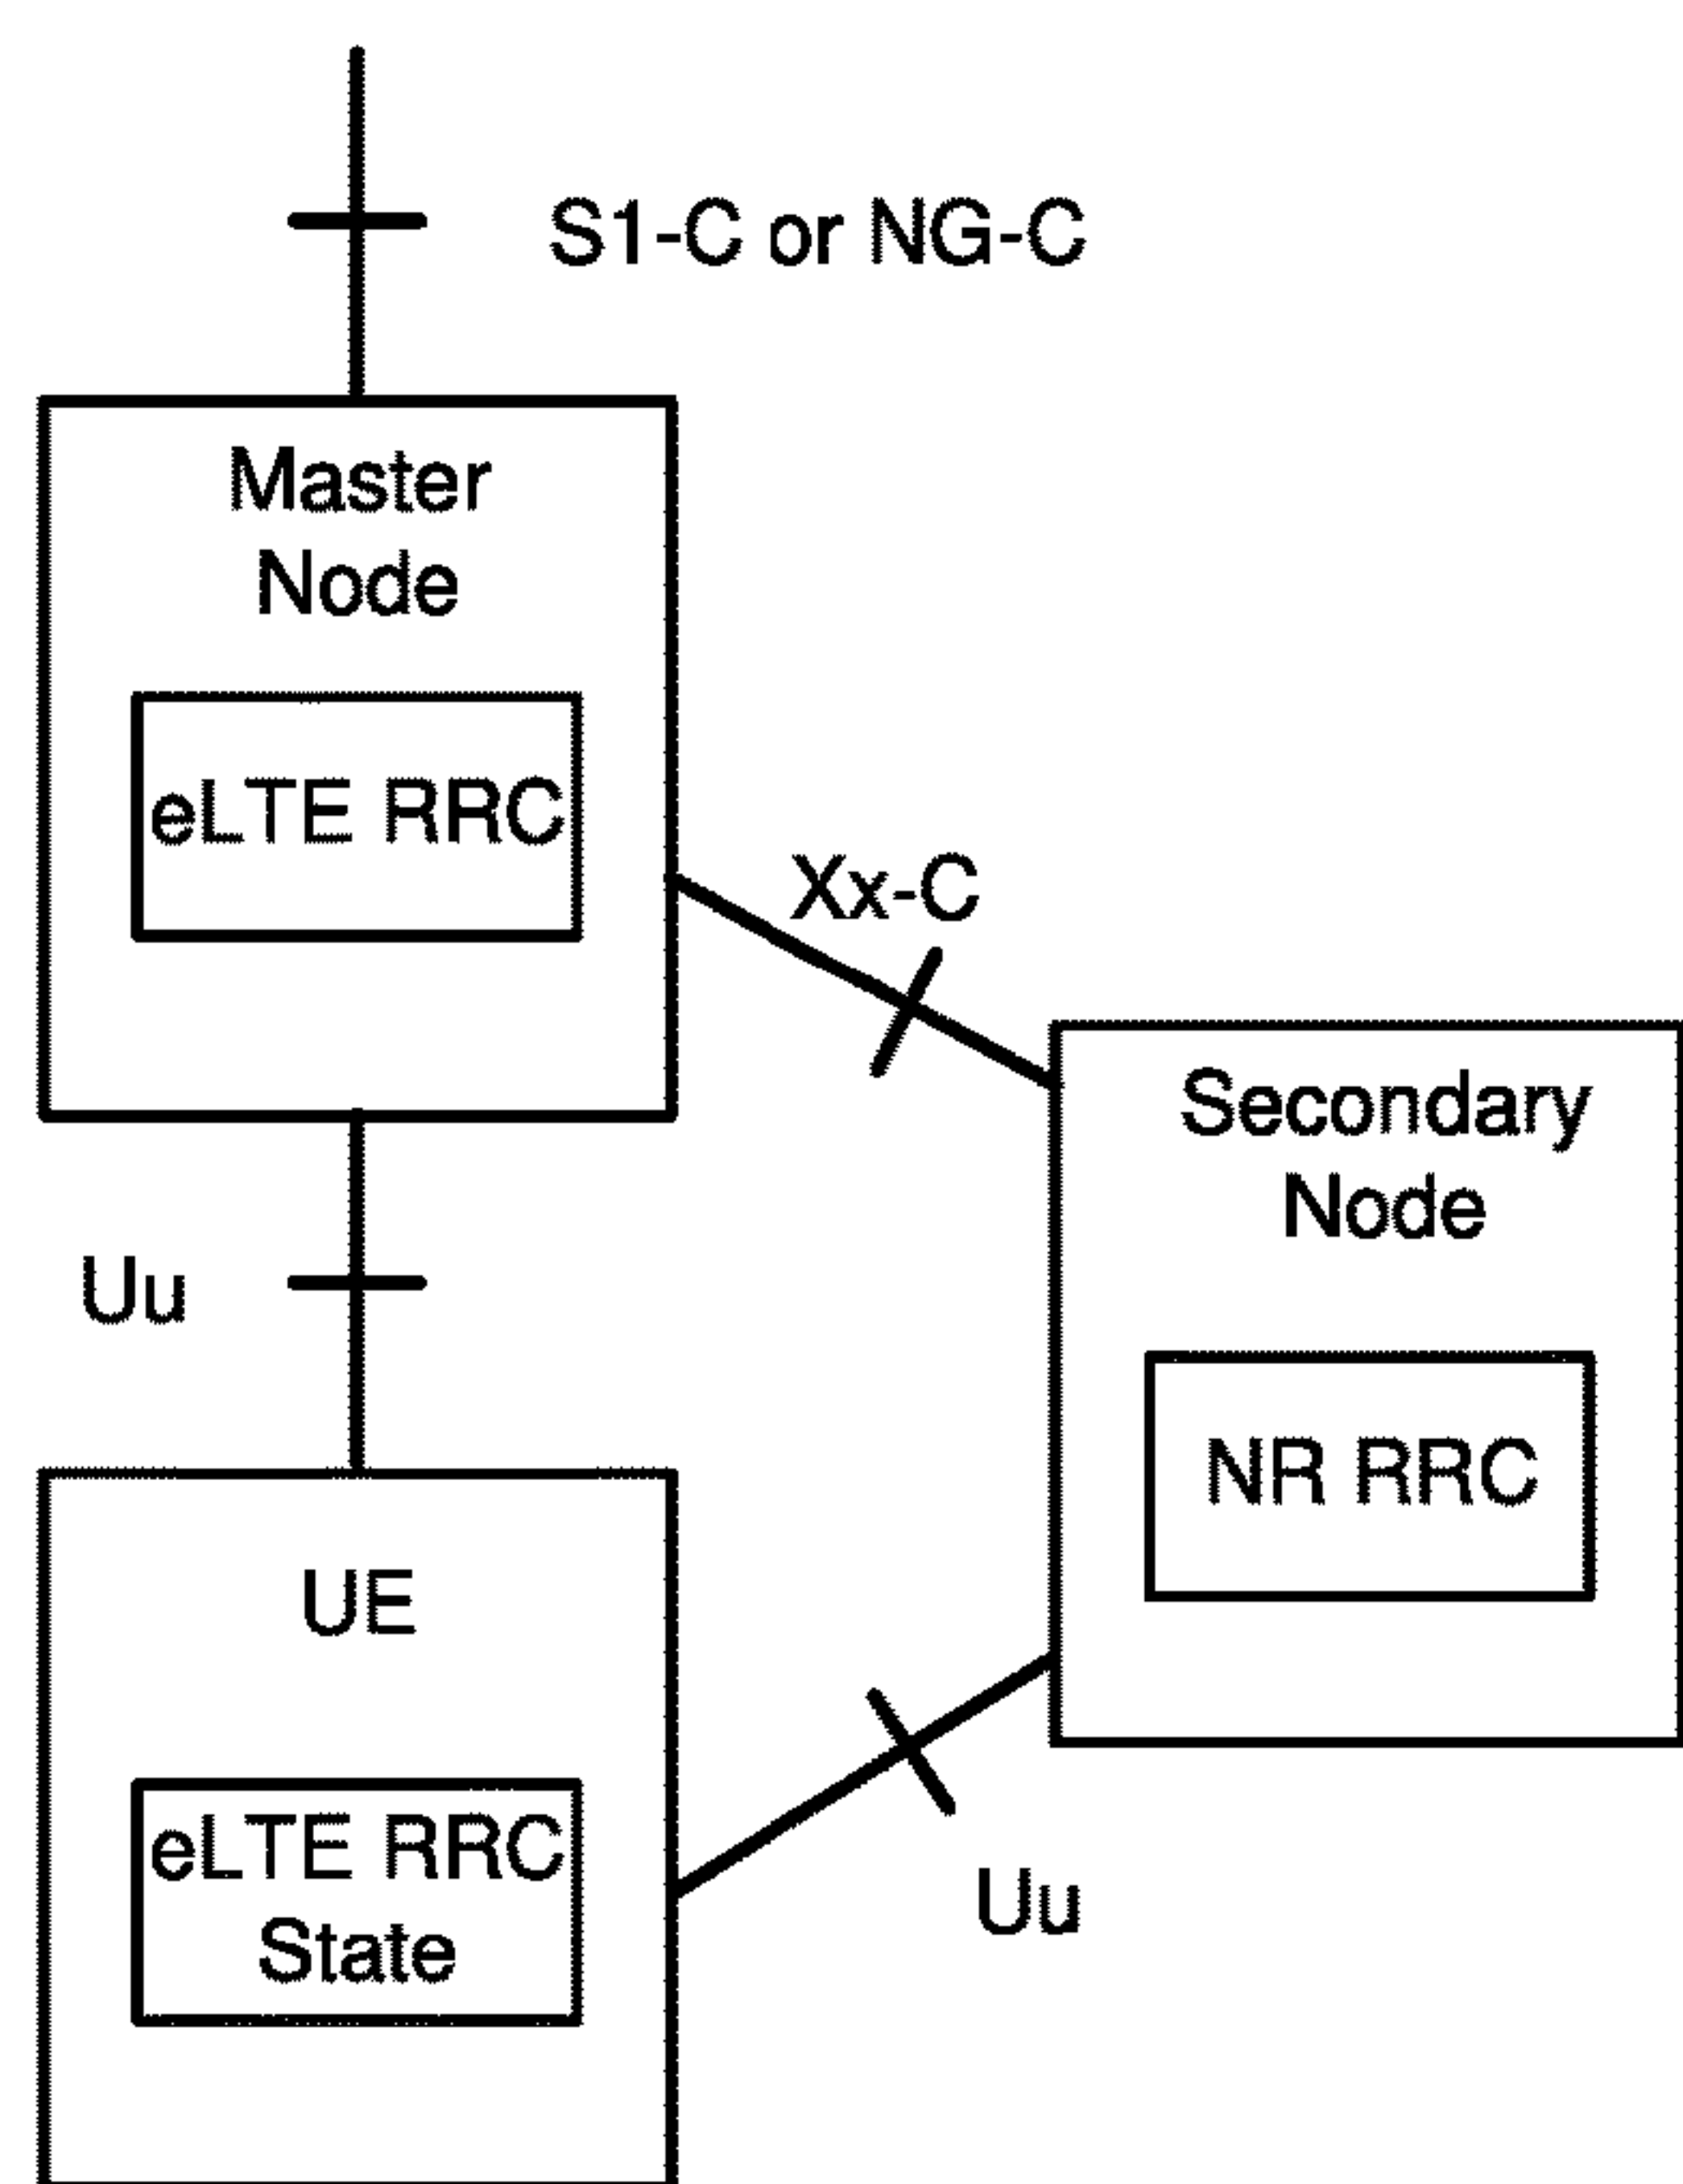 S1-C or NG-C
Master
Node
eLTE RRC
Xx-C
Secondary
Node
Uu
NR RRC
UE
eLTE RRC
State
Uu